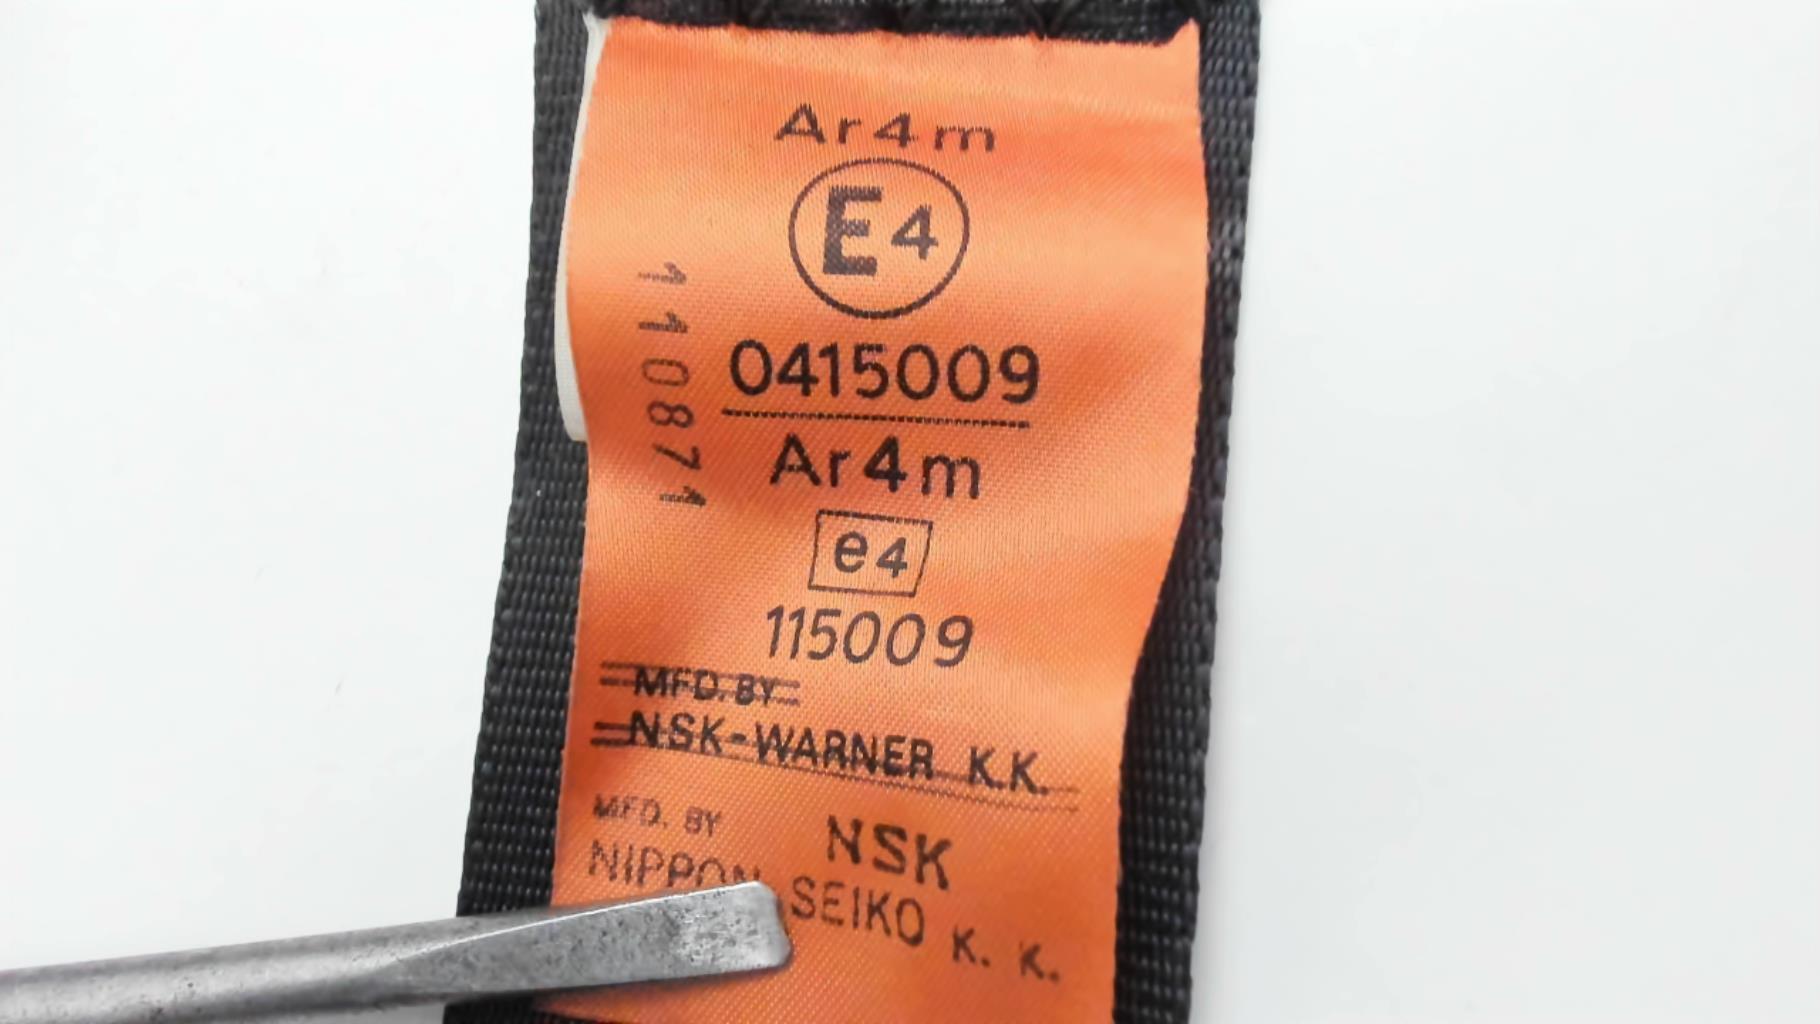 Ar4m
E4
0415009
Ar4m
e4
115009
110871
MFD. BY
NSK-WARNER K.K.
MFD. BY NSK
NIPPON SEIKO K. K.